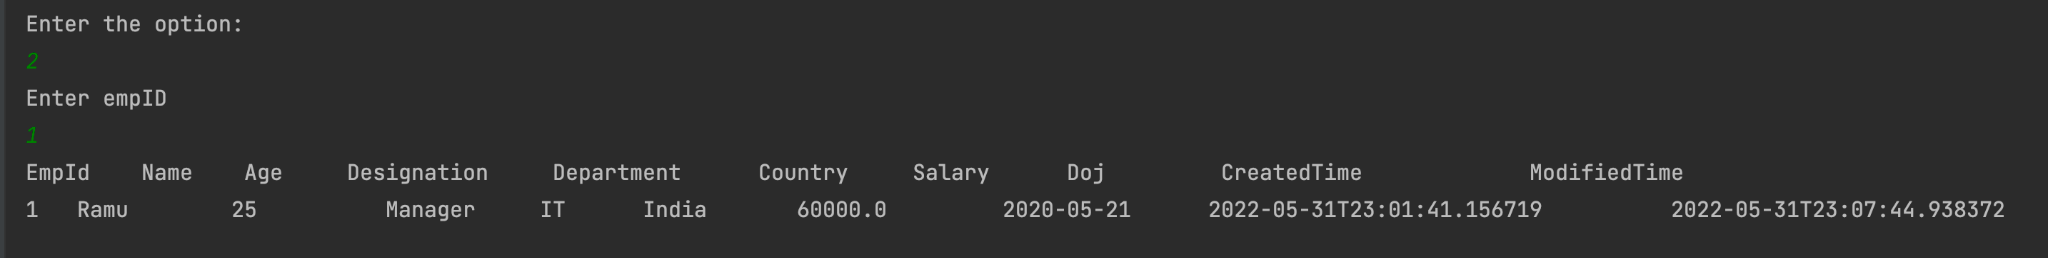 Enter the option:
2
Enter empID
1
EmpId    Name    Age     Designation     Department      Country     Salary      Doj         CreatedTime             ModifiedTime
1   Ramu        25          Manager     IT      India       60000.0         2020-05-21      2022-05-31T23:01:41.156719          2022-05-31T23:07:44.938372